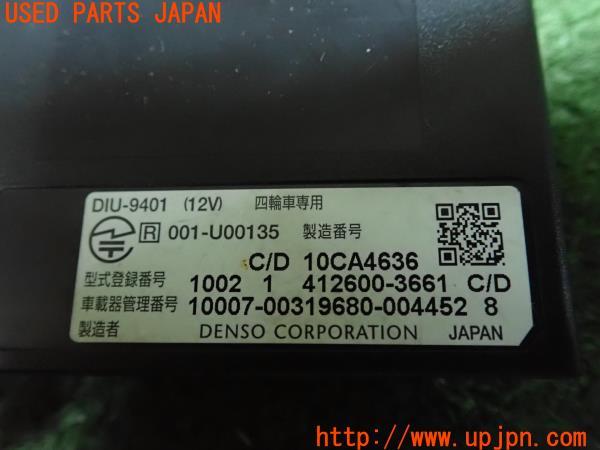 USED PARTS JAPAN
DIU-9401 (12V) 四輪車専用
R 001-U00135 製造番号
C/D 10CA4636
型式登録番号 1002 1 412600-3661 C/D
車載器管理番号 10007-00319680-004452 8
製造者 DENSO CORPORATION JAPAN
www.upjpn.com